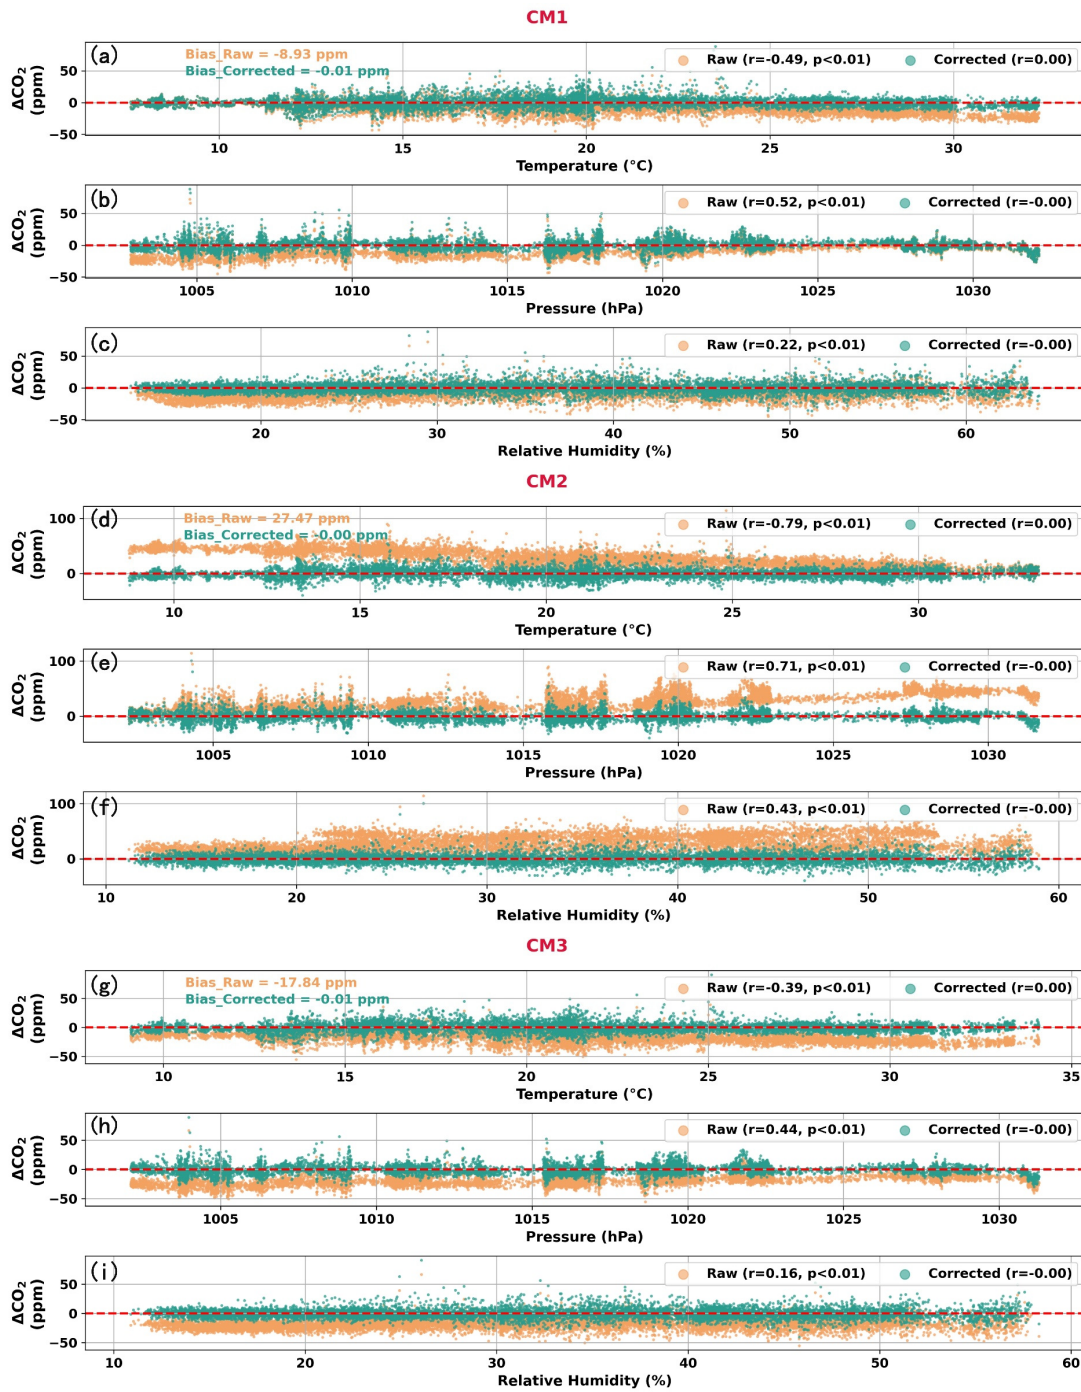 CM1
(a)
Bias_Raw = -8.93 ppm
Bias_Corrected = -0.01 ppm
Raw (r=-0.49, p<0.01) Corrected (r=0.00)
ΔCO₂ (ppm)
50
0
−50
10 15 20 25 30
Temperature (°C)
(b)
Raw (r=0.52, p<0.01) Corrected (r=-0.00)
ΔCO₂ (ppm)
50
0
−50
1005 1010 1015 1020 1025 1030
Pressure (hPa)
(c)
Raw (r=0.22, p<0.01) Corrected (r=-0.00)
ΔCO₂ (ppm)
50
0
−50
20 30 40 50 60
Relative Humidity (%)
CM2
(d)
Bias_Raw = 27.47 ppm
Bias_Corrected = -0.00 ppm
Raw (r=-0.79, p<0.01) Corrected (r=0.00)
ΔCO₂ (ppm)
100
0
10 15 20 25 30
Temperature (°C)
(e)
Raw (r=0.71, p<0.01) Corrected (r=-0.00)
ΔCO₂ (ppm)
100
0
1005 1010 1015 1020 1025 1030
Pressure (hPa)
(f)
Raw (r=0.43, p<0.01) Corrected (r=-0.00)
ΔCO₂ (ppm)
100
0
10 20 30 40 50 60
Relative Humidity (%)
CM3
(g)
Bias_Raw = -17.84 ppm
Bias_Corrected = -0.01 ppm
Raw (r=-0.39, p<0.01) Corrected (r=0.00)
ΔCO₂ (ppm)
50
0
−50
10 15 20 25 30 35
Temperature (°C)
(h)
Raw (r=0.44, p<0.01) Corrected (r=-0.00)
ΔCO₂ (ppm)
50
0
−50
1005 1010 1015 1020 1025 1030
Pressure (hPa)
(i)
Raw (r=0.16, p<0.01) Corrected (r=-0.00)
ΔCO₂ (ppm)
50
0
−50
10 20 30 40 50 60
Relative Humidity (%)